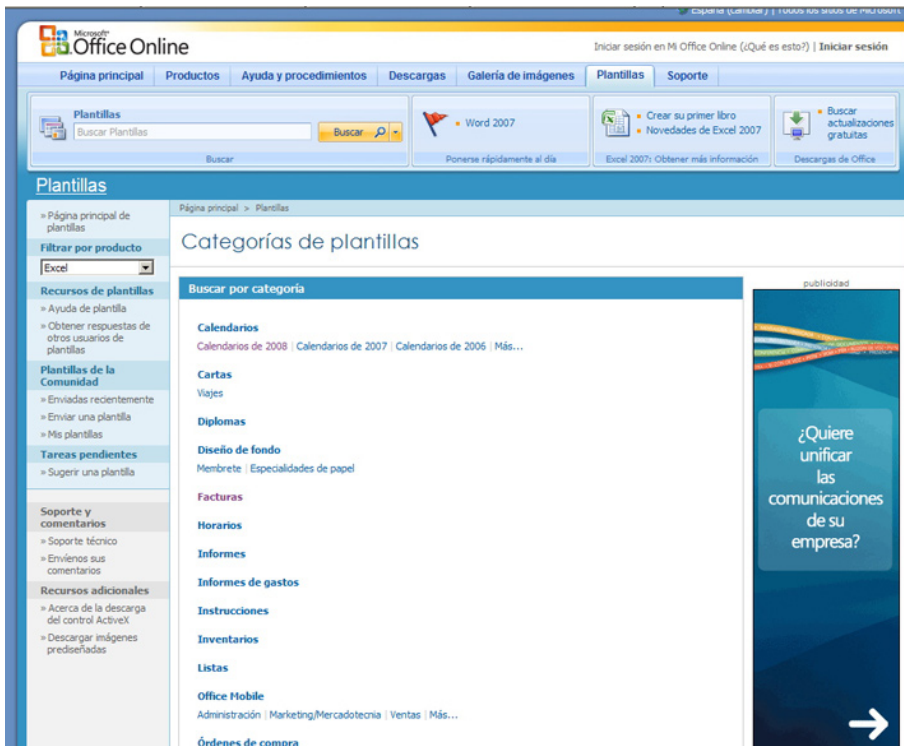 España (cambiar) | Todos los sitios de Microsoft
Microsoft®
Office Online
Iniciar sesión en Mi Office Online (¿Qué es esto?) | Iniciar sesión
Página principal Productos Ayuda y procedimientos Descargas Galería de imágenes Plantillas Soporte
Plantillas
Buscar Plantillas
Buscar
Buscar
Word 2007
Ponerse rápidamente al día
Crear su primer libro
Novedades de Excel 2007
Excel 2007: Obtener más información
Buscar
actualizaciones
gratuitas
Descargas de Office
Plantillas
» Página principal de
plantillas
Filtrar por producto
Excel
Recursos de plantillas
» Ayuda de plantilla
» Obtener respuestas de
otros usuarios de
plantillas
Plantillas de la
Comunidad
» Enviadas recientemente
» Enviar una plantilla
» Mis plantillas
Tareas pendientes
» Sugerir una plantilla
Soporte y
comentarios
» Soporte técnico
» Envíenos sus
comentarios
Recursos adicionales
» Acerca de la descarga
del control ActiveX
» Descargar imágenes
prediseñadas
Página principal > Plantillas
Categorías de plantillas
Buscar por categoría
Calendarios
Calendarios de 2008 | Calendarios de 2007 | Calendarios de 2006 | Más...
Cartas
Viajes
Diplomas
Diseño de fondo
Membrete | Especialidades de papel
Facturas
Horarios
Informes
Informes de gastos
Instrucciones
Inventarios
Listas
Office Mobile
Administración | Marketing/Mercadotecnia | Ventas | Más...
Órdenes de compra
publicidad
¿Quiere
unificar
las
comunicaciones
de su
empresa?